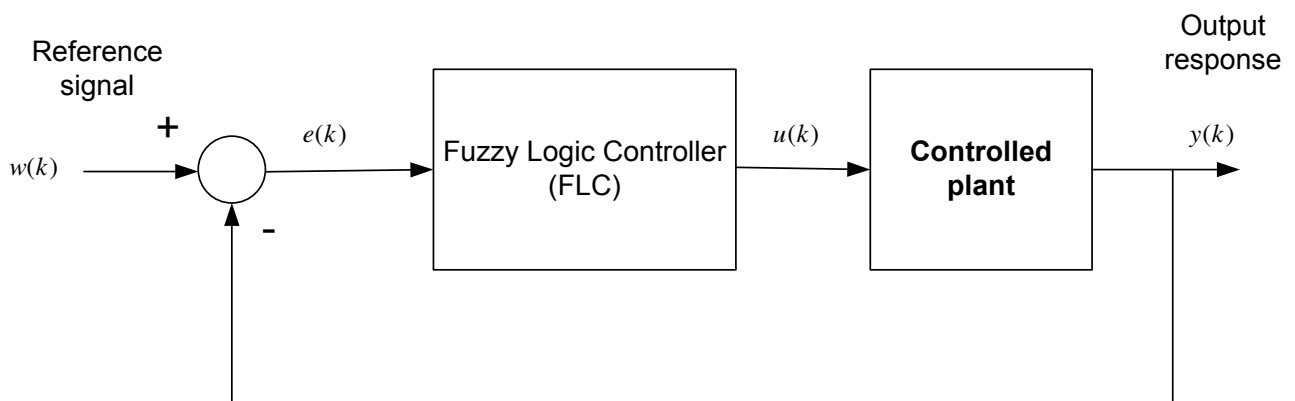 Reference
signal
Output
response
+
e(k)
u(k)
y(k)
w(k)
Fuzzy Logic Controller
(FLC)
Controlled
plant
-